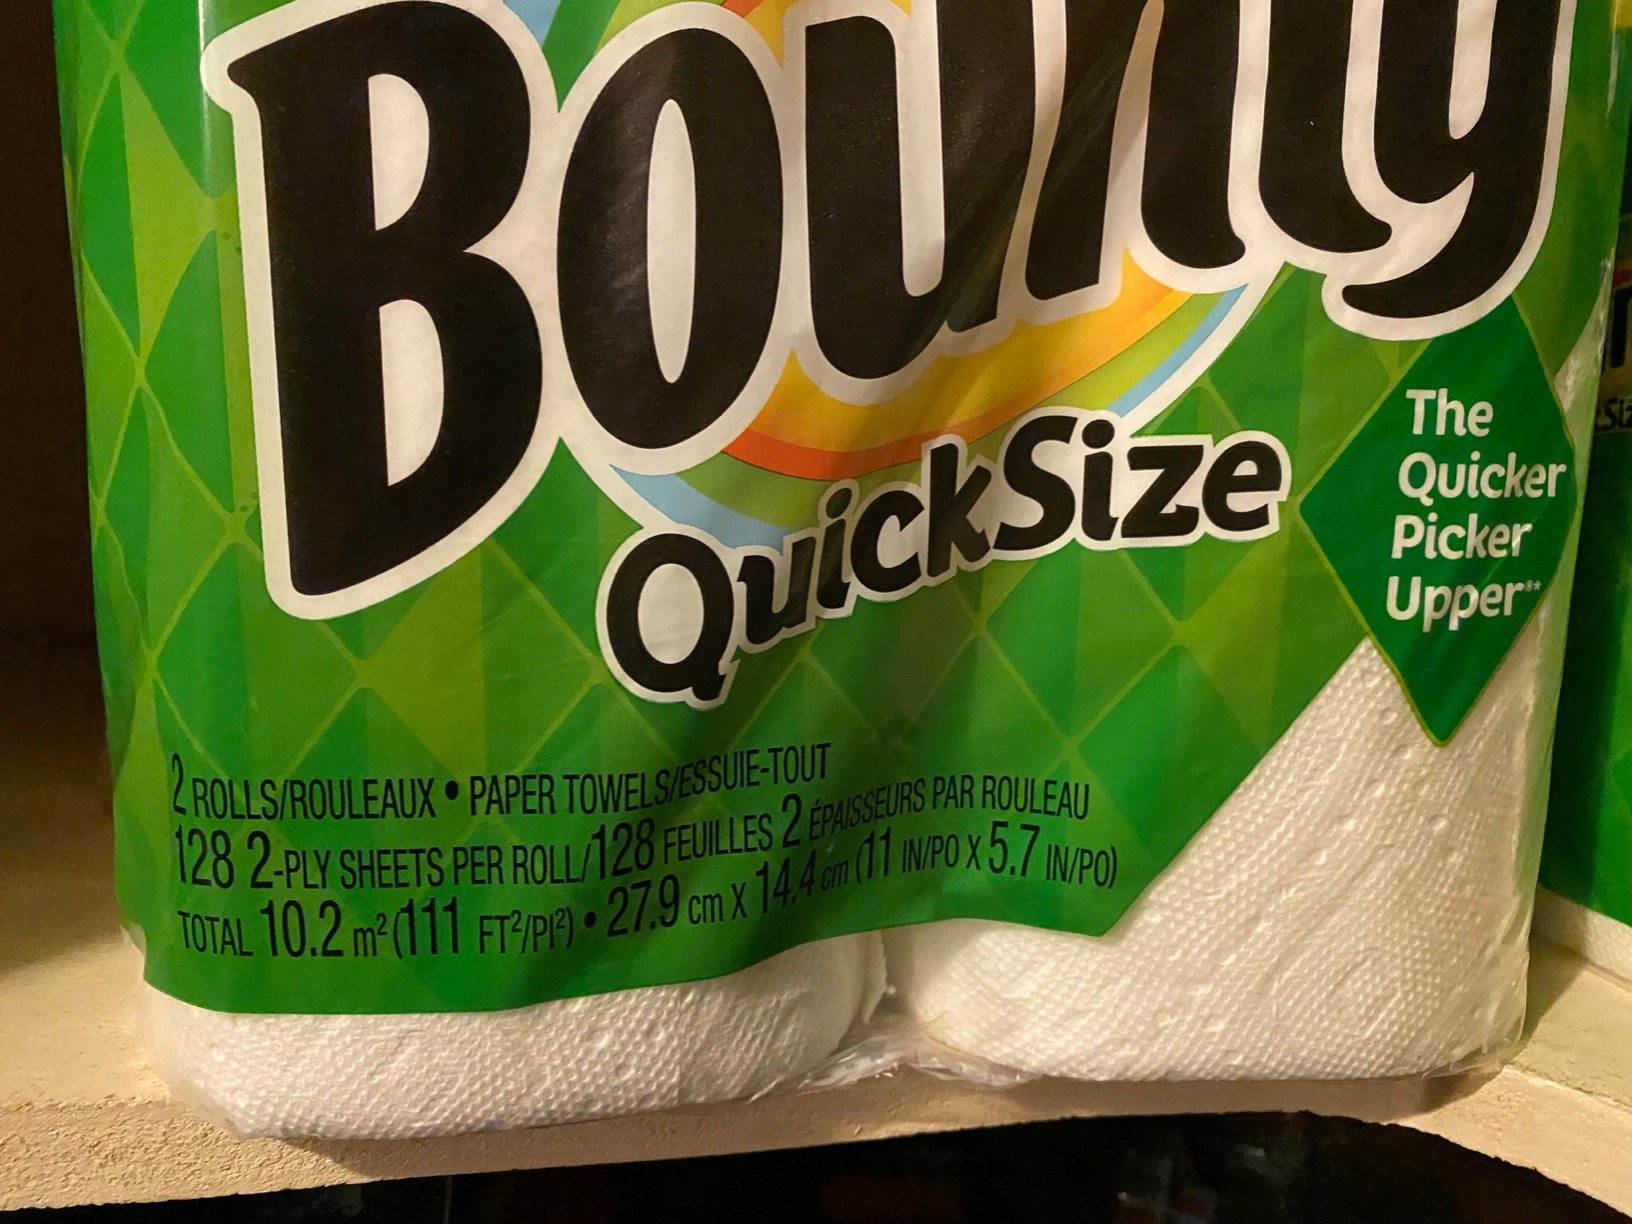 Bounty
QuickSize
The
Quicker
Picker
Upper®*
2 ROLLS/ROULEAUX • PAPER TOWELS/ESSUIE-TOUT
128 2-PLY SHEETS PER ROLL/128 FEUILLES 2 ÉPAISSEURS PAR ROULEAU
TOTAL 10.2 m² (111 FT²/PI²) • 27.9 cm X 14.4 cm (11 IN/PO X 5.7 IN/PO)